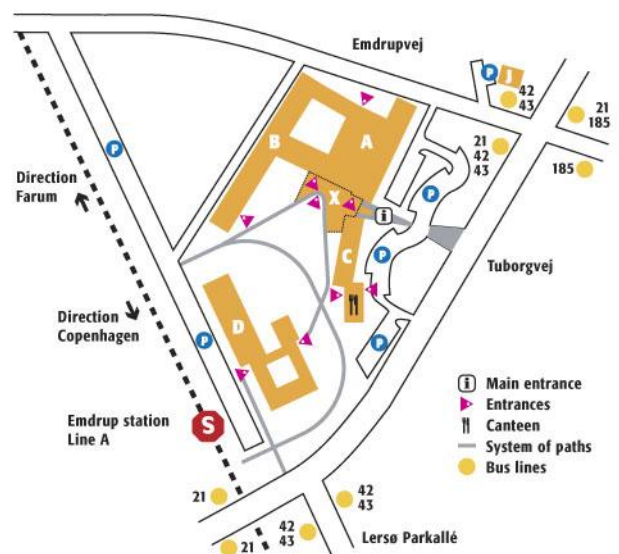 Emdrupvej
P
J
42
43
21
185
21
42
43
185
B
A
P
Direction
Farum
X
i
P
C
P
Tuborgvej
Direction
Copenhagen
D
P
P
Emdrup station
Line A
S
i Main entrance
Entrances
Canteen
System of paths
Bus lines
21
42
43
42
43
21
Lersø Parkallé